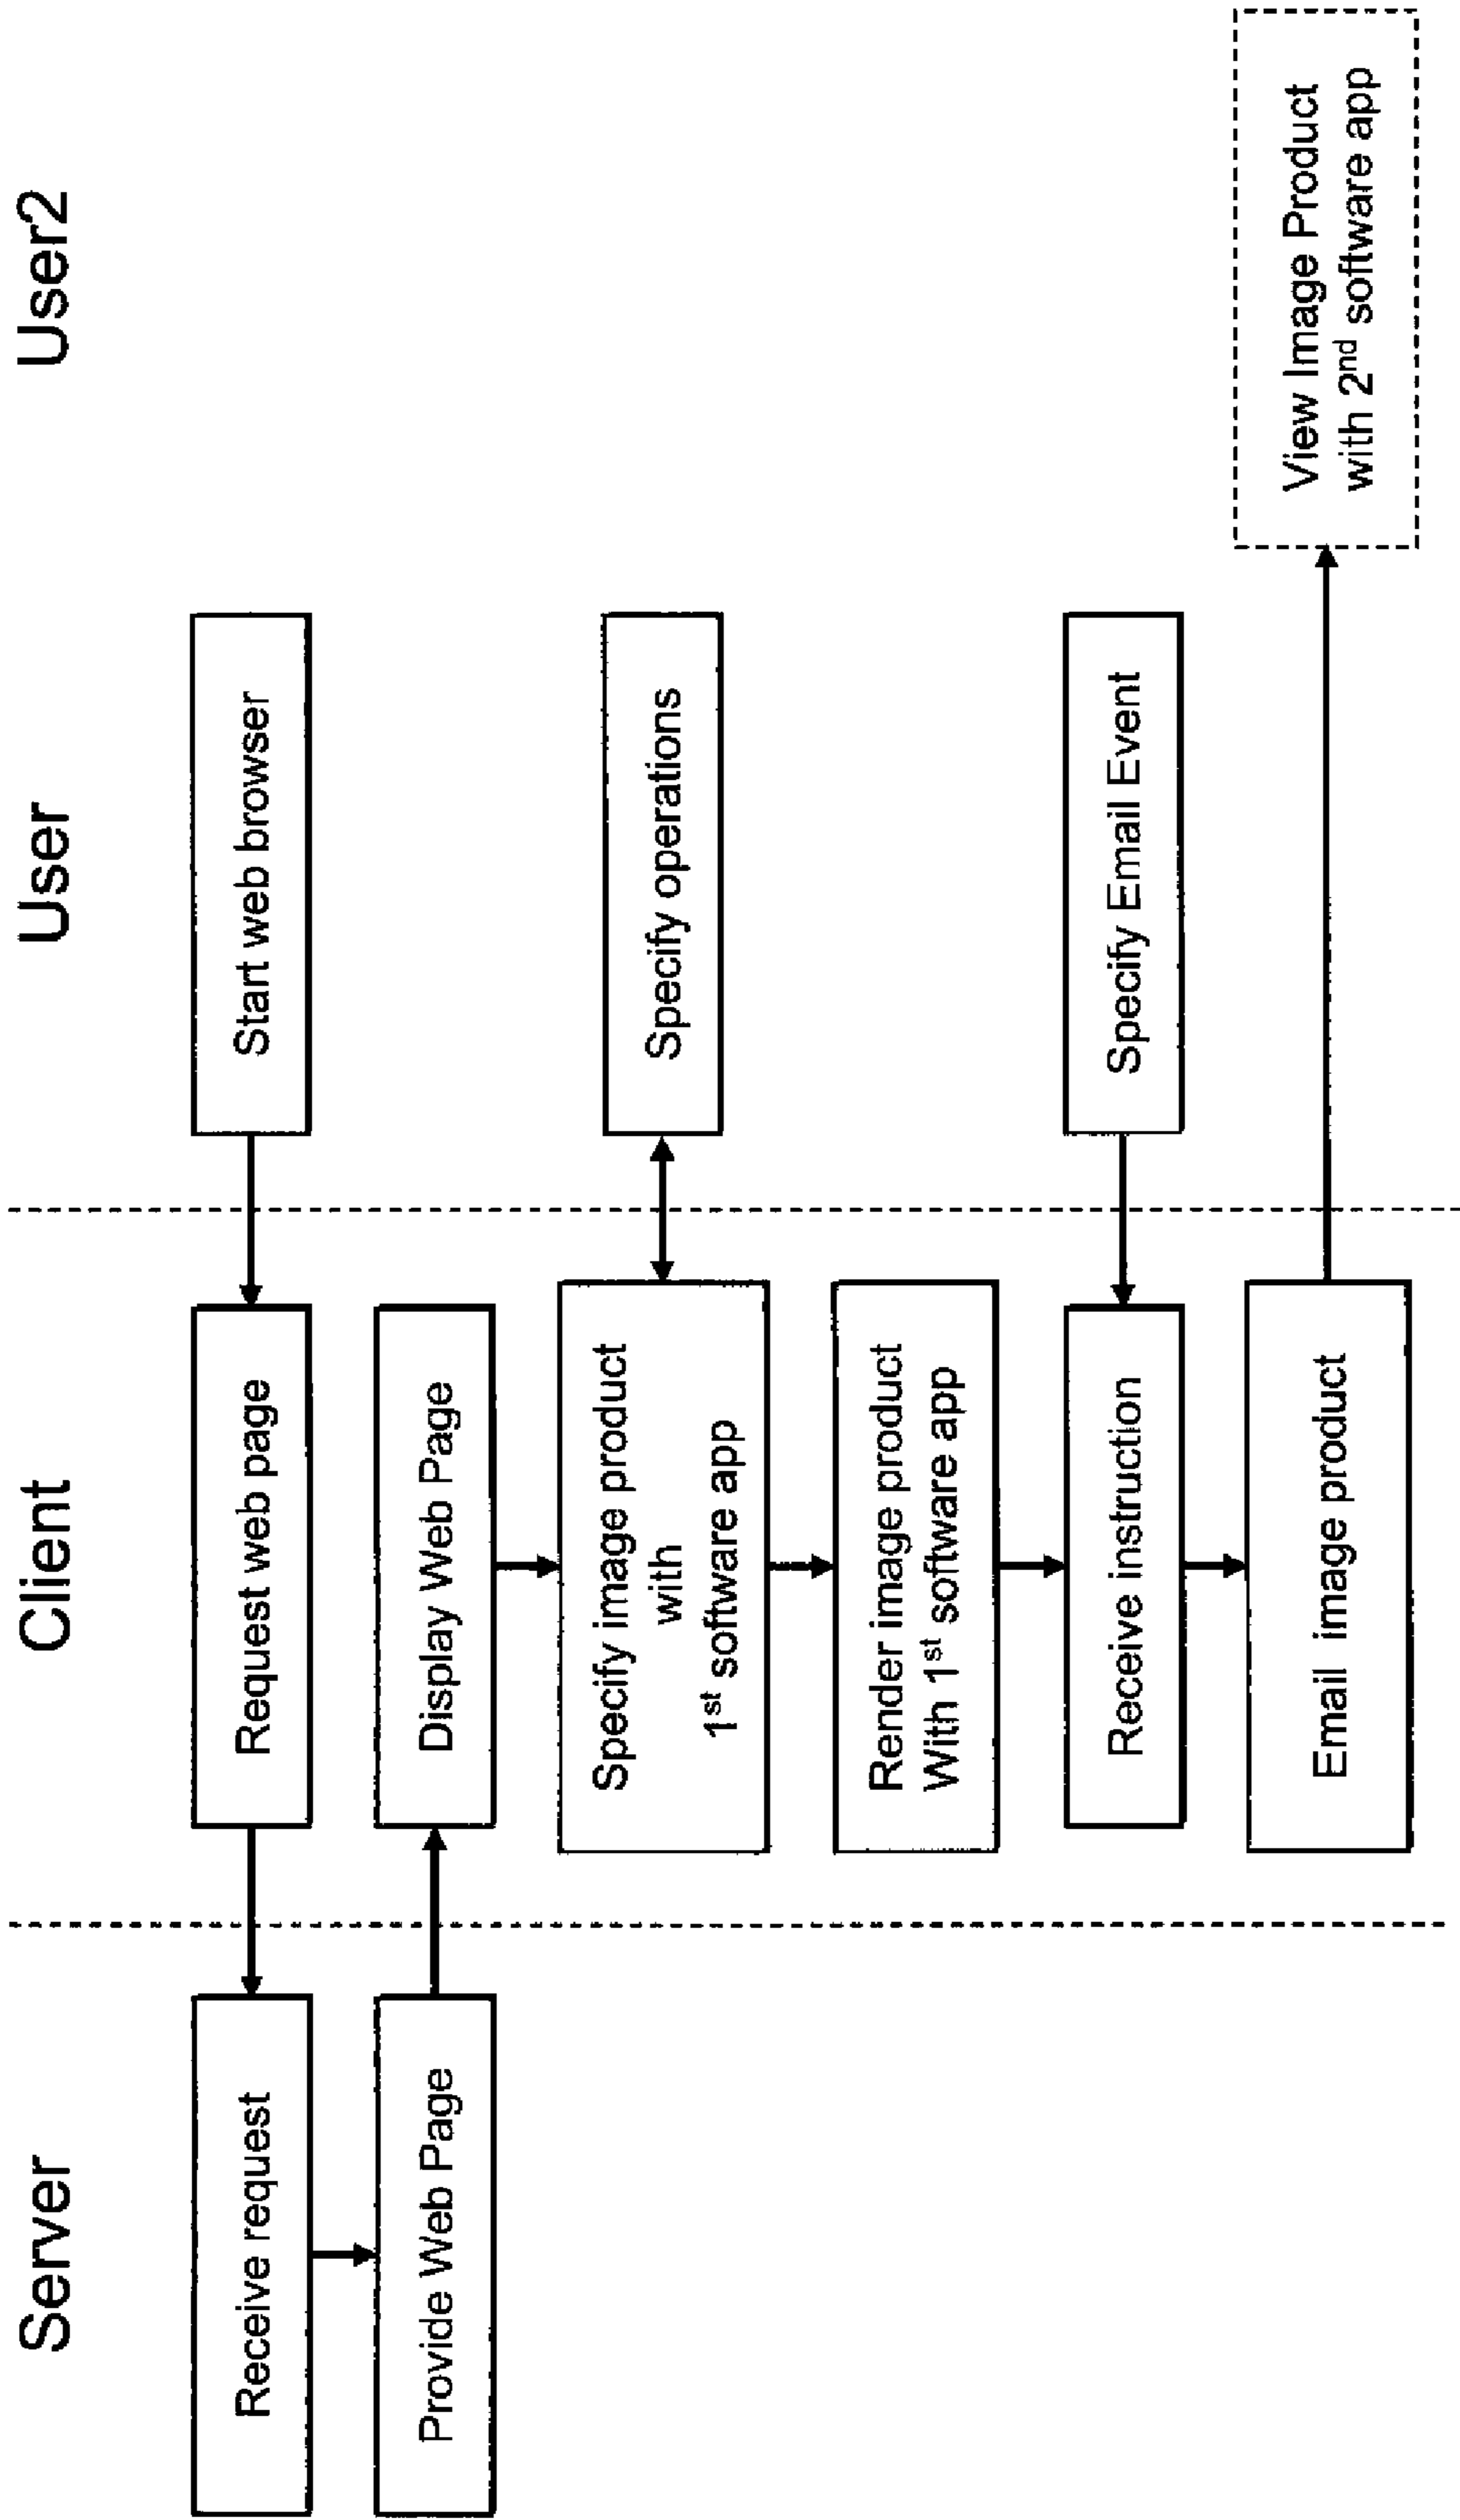 Server
Client
User
User2
Receive request
Request web page
Start web browser
Provide Web Page
Display Web Page
Specify image product
with
1st software app
Specify operations
Render image product
With 1st software app
Receive instruction
Specify Email Event
Email image product
View Image Product
with 2nd software app